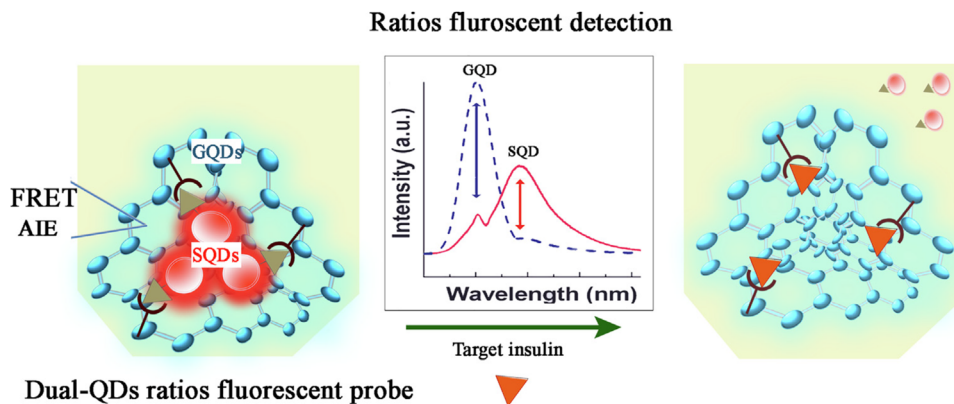 Ratios fluroscent detection
GQDs
FRET
AIE
SQDs
GQD
SQD
Intensity (a.u.)
Wavelength (nm)
Target insulin
Dual-QDs ratios fluorescent probe